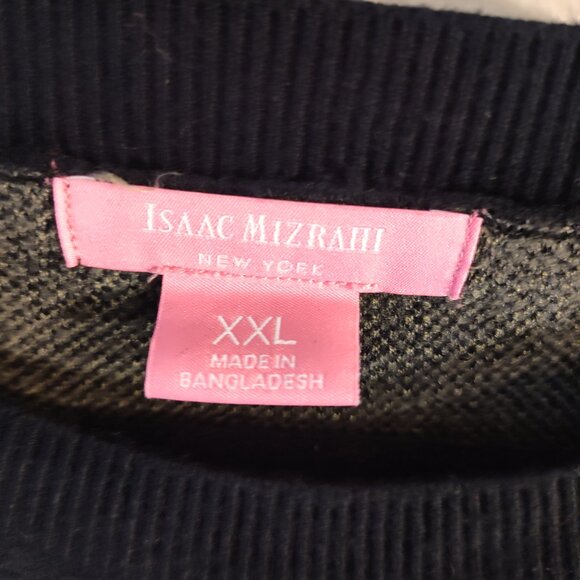 ISAAC MIZRAHI
NEW YORK
XXL
MADE IN
BANGLADESH